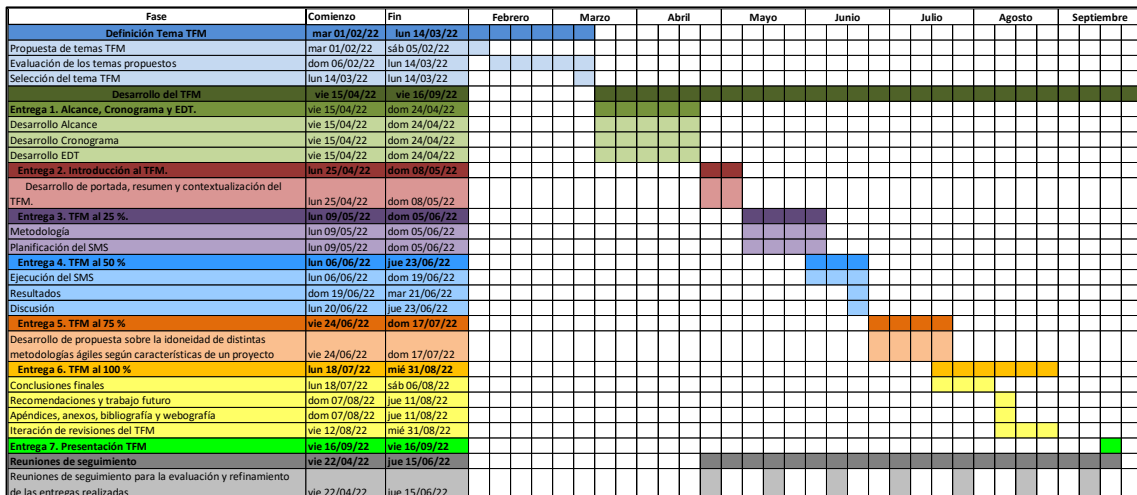 Fase Comienzo Fin Febrero Marzo Abril Mayo Junio Julio Agosto Septiembre
Definición Tema TFM mar 01/02/22 lun 14/03/22
Propuesta de temas TFM mar 01/02/22 sáb 05/02/22
Evaluación de los temas propuestos dom 06/02/22 lun 14/03/22
Selección del tema TFM lun 14/03/22 lun 14/03/22
Desarrollo del TFM vie 15/04/22 vie 16/09/22
Entrega 1. Alcance, Cronograma y EDT. vie 15/04/22 dom 24/04/22
Desarrollo Alcance vie 15/04/22 dom 24/04/22
Desarrollo Cronograma vie 15/04/22 dom 24/04/22
Desarrollo EDT vie 15/04/22 dom 24/04/22
Entrega 2. Introducción al TFM. lun 25/04/22 dom 08/05/22
Desarrollo de portada, resumen y contextualización del
TFM. lun 25/04/22 dom 08/05/22
Entrega 3. TFM al 25 %. lun 09/05/22 dom 05/06/22
Metodología lun 09/05/22 dom 05/06/22
Planificación del SMS lun 09/05/22 dom 05/06/22
Entrega 4. TFM al 50 % lun 06/06/22 jue 23/06/22
Ejecución del SMS lun 06/06/22 dom 19/06/22
Resultados dom 19/06/22 mar 21/06/22
Discusión lun 20/06/22 jue 23/06/22
Entrega 5. TFM al 75 % vie 24/06/22 dom 17/07/22
Desarrollo de propuesta sobre la idoneidad de distintas
metodologías ágiles según características de un proyecto vie 24/06/22 dom 17/07/22
Entrega 6. TFM al 100 % lun 18/07/22 mié 31/08/22
Conclusiones finales lun 18/07/22 sáb 06/08/22
Recomendaciones y trabajo futuro dom 07/08/22 jue 11/08/22
Apéndices, anexos, bibliografía y webografía dom 07/08/22 jue 11/08/22
Iteración de revisiones del TFM vie 12/08/22 mié 31/08/22
Entrega 7. Presentación TFM vie 16/09/22 vie 16/09/22
Reuniones de seguimiento vie 22/04/22 jue 15/06/22
Reuniones de seguimiento para la evaluación y refinamiento
de las entregas realizadas vie 22/04/22 jue 15/06/22